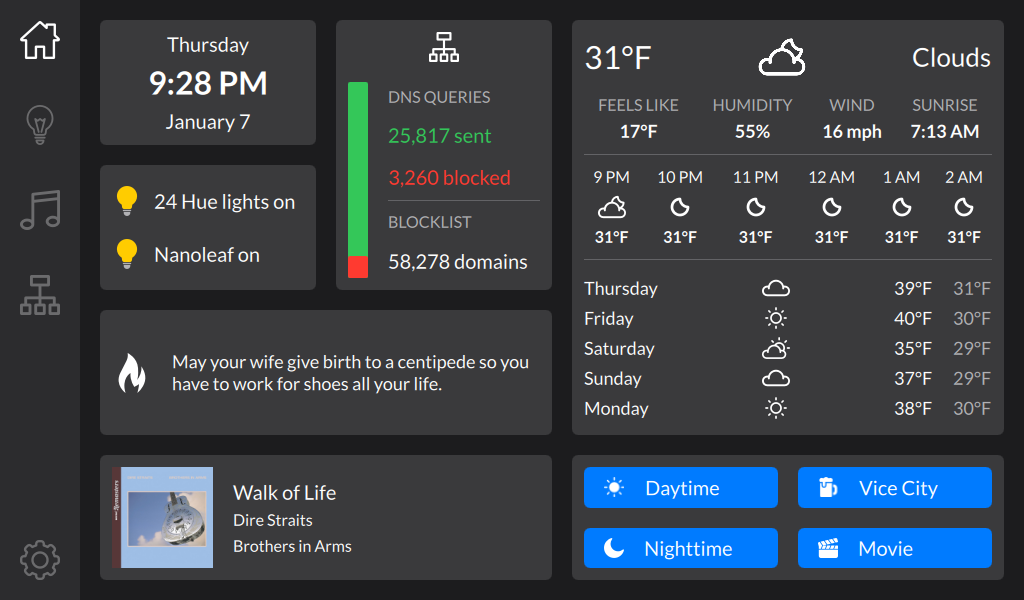 Thursday
9:28 PM
January 7
24 Hue lights on
Nanoleaf on
DNS QUERIES
25,817 sent
3,260 blocked
BLOCKLIST
58,278 domains
31°F
Clouds
FEELS LIKE HUMIDITY WIND SUNRISE
17°F 55% 16 mph 7:13 AM
9 PM 10 PM 11 PM 12 AM 1 AM 2 AM
31°F 31°F 31°F 31°F 31°F 31°F
Thursday 39°F 31°F
Friday 40°F 30°F
Saturday 35°F 29°F
Sunday 37°F 29°F
Monday 38°F 30°F
May your wife give birth to a centipede so you
have to work for shoes all your life.
Walk of Life
Dire Straits
Brothers in Arms
Daytime
Vice City
Nighttime
Movie